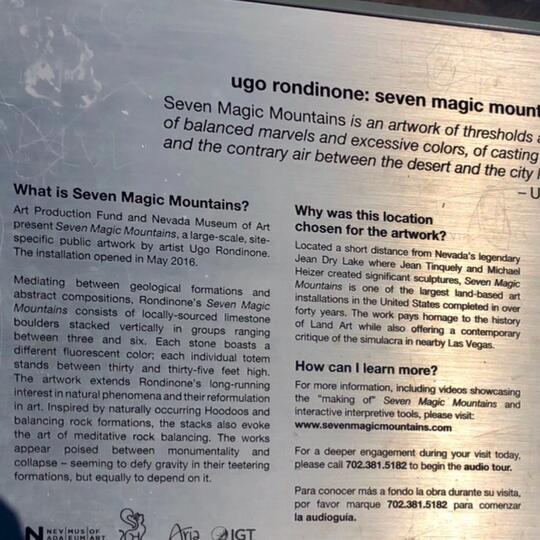 ugo rondinone: seven magic
Seven Magic Mountains is an artwork of thresholds
of balanced marvels and excessive colors, of casting
and the contrary air between the desert and the city
What is Seven Magic Mountains?
Art Production Fund and Nevada Museum of Art
present Seven Magic Mountains, a large-scale, site-
specific public artwork by artist Ugo Rondinone.
The installation opened in May 2016.
Mediating between geological formations and
abstract compositions, Rondinone's Seven Magic
Mountains consists of locally-sourced limestone
boulders stacked vertically in groups ranging
between three and six. Each stone boasts a
different fluorescent color; each individual totem
stands between thirty and thirty-five feet high.
The artwork extends Rondinone's long-running
interest in natural phenomena and their reformulation
in art. Inspired by naturally occurring Hoodoos and
balancing rock formations, the stacks also evoke
the art of meditative rock balancing. The works
appear poised between monumentality and
collapse – seeming to defy gravity in their teetering
formations, but equally to depend on it.
Why was this location
chosen for the artwork?
Located a short distance from Nevada's legendary
Jean Dry Lake where Jean Tinquely and Michael
Heizer created significant sculptures, Seven Magic
Mountains is one of the largest land-based art
installations in the United States completed in over
forty years. The work pays homage to the history
of Land Art while also offering a contemporary
critique of the simulacra in nearby Las Vegas.
How can I learn more?
For more information, including videos showcasing
the "making of" Seven Magic Mountains and
interactive interpretive tools, please visit:
www.sevenmagicmountains.com
For a deeper engagement during your visit today,
please call 702.381.5182 to begin the audio tour.
Para conocer más a fondo la obra durante su visita,
por favor marque 702.381.5182 para comenzar
la audioguía.
N NEV|MUS|OF
ADA|EUM|ART
Aria
IGT